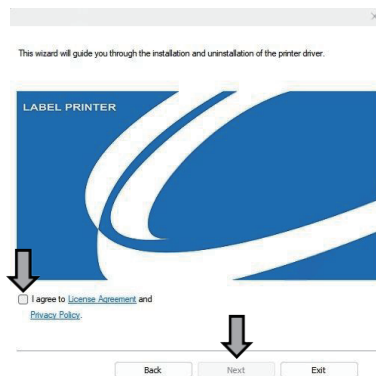 This wizard will guide you through the installation and uninstallation of the printer driver.
LABEL PRINTER
I agree to License Agreement and
Privacy Policy.
Back
Next
Exit